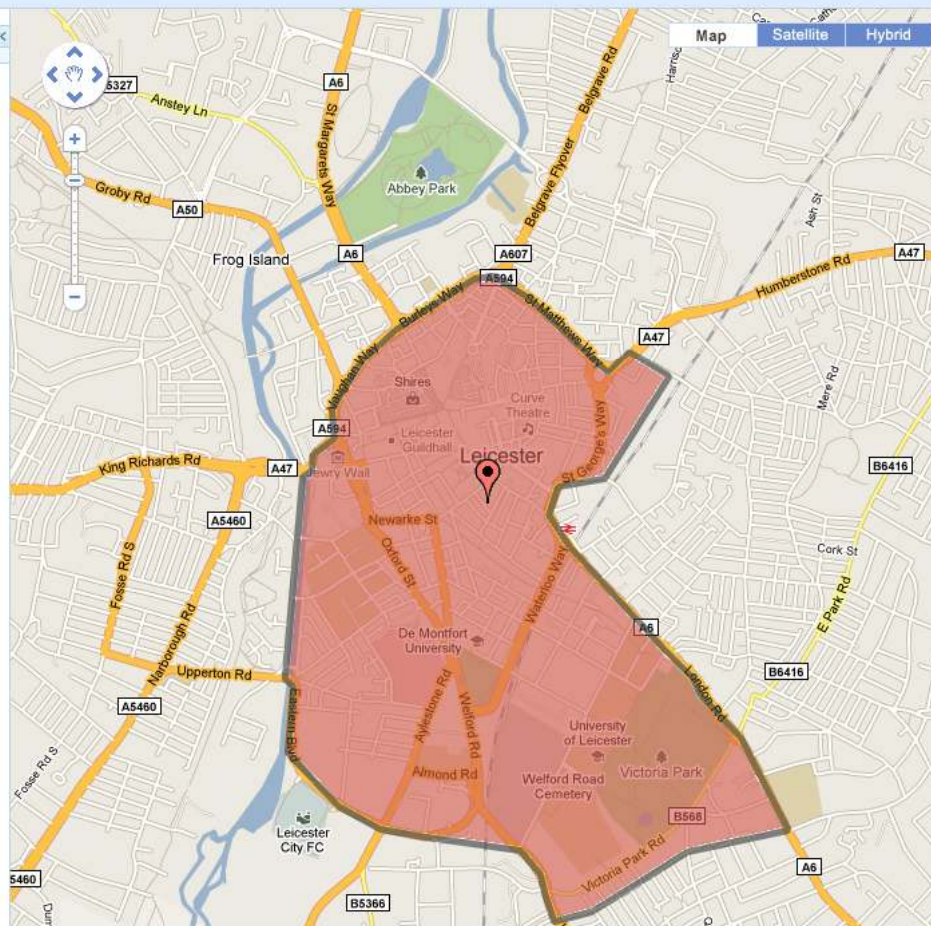 Map
Satellite
Hybrid
5327
A6
Anstey Ln
St Margarets Way
Belgrave Rd
Abbey Park
Groby Rd
A50
Belgrave Flyover
Ash St
Frog Island
A6
A607
A47
Humberstone Rd
A594
Burleys Way
St Matthews Way
A47
Vaughan Way
Shires
Curve
Theatre
Mere Rd
A594
Leicester
Guildhall
St George's Way
King Richards Rd
A47
Jewry Wall
Leicester
B6416
A5460
Newarke St
Oxford St
Waterloo Way
Cork St
Fosse Rd S
E Park Rd
Narborough Rd
De Montfort
University
A6
Upperton Rd
B6416
London Rd
A5460
Eastern Blvd
Aylestone Rd
Welford Rd
University
of Leicester
Fosse Rd S
Almond Rd
Welford Road
Cemetery
Victoria Park
B568
Leicester
City FC
Victoria Park Rd
A6
5460
B5366